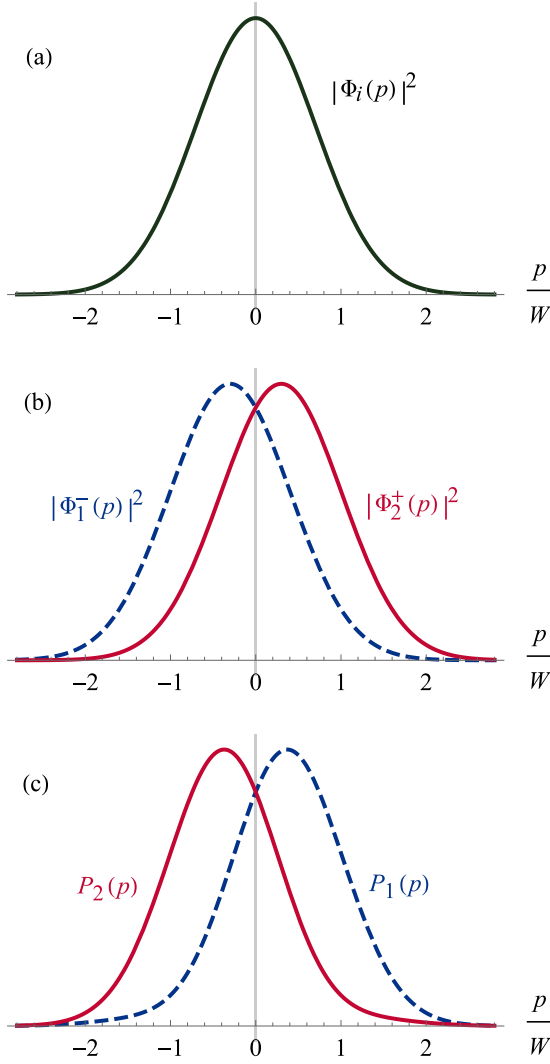 (a)
|Φi(p)|²
p/W
−2 −1 0 1 2
(b)
|Φ₁⁻(p)|² |Φ₂⁺(p)|²
p/W
−2 −1 0 1 2
(c)
P₂(p) P₁(p)
p/W
−2 −1 0 1 2